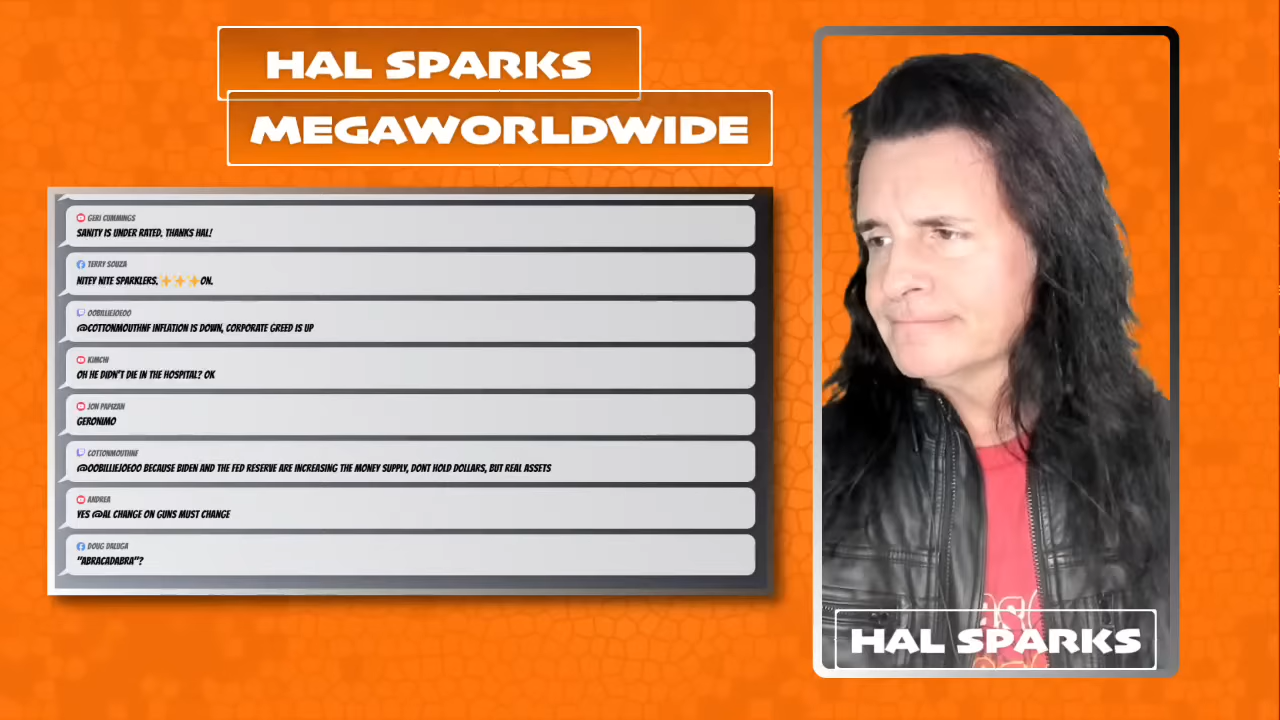 HAL SPARKS
MEGAWORLDWIDE
GERI CUMMINGS
SANITY IS UNDER RATED. THANKS HAL!
TERRY SOUZA
NITEY NITE SPARKLERS.✨✨✨ON.
OOBILLIEJOEOO
@COTTONMOUTHNF INFLATION IS DOWN, CORPORATE GREED IS UP
KIMCHI
OH HE DIDN'T DIE IN THE HOSPITAL? OK
JON PAPIZAN
GERONIMO
COTTONMOUTHNF
@OOBILLIEJOEOO BECAUSE BIDEN AND THE FED RESERVE ARE INCREASING THE MONEY SUPPLY, DONT HOLD DOLLARS, BUT REAL ASSETS
ANDREA
YES @AL CHANGE ON GUNS MUST CHANGE
DOUG DALUGA
"ABRACADABRA"?
HAL SPARKS